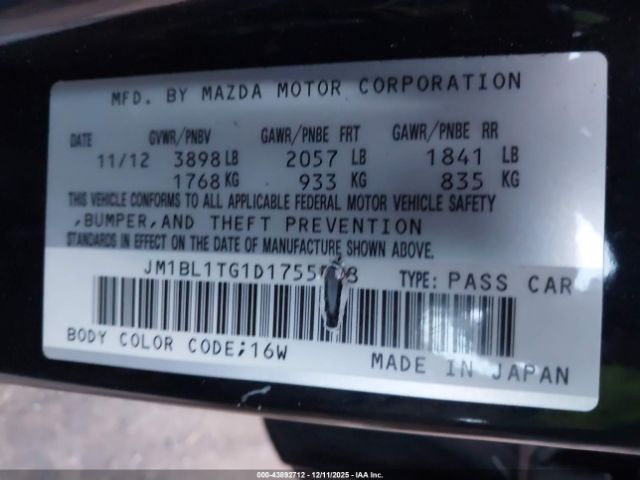 MFD. BY MAZDA MOTOR CORPORATION
DATE GVWR/PNBV GAWR/PNBE FRT GAWR/PNBE RR
11/12 3898 LB 2057 LB 1841 LB
1768 KG 933 KG 835 KG
THIS VEHICLE CONFORMS TO ALL APPLICABLE FEDERAL MOTOR VEHICLE SAFETY
,BUMPER,AND THEFT PREVENTION
STANDARDS IN EFFECT ON THE DATE OF MANUFACTURE SHOWN ABOVE.
TYPE: PASS CAR
BODY COLOR CODE;16W
MADE IN JAPAN
000-43892712 - 12/11/2025 - IAA Inc.